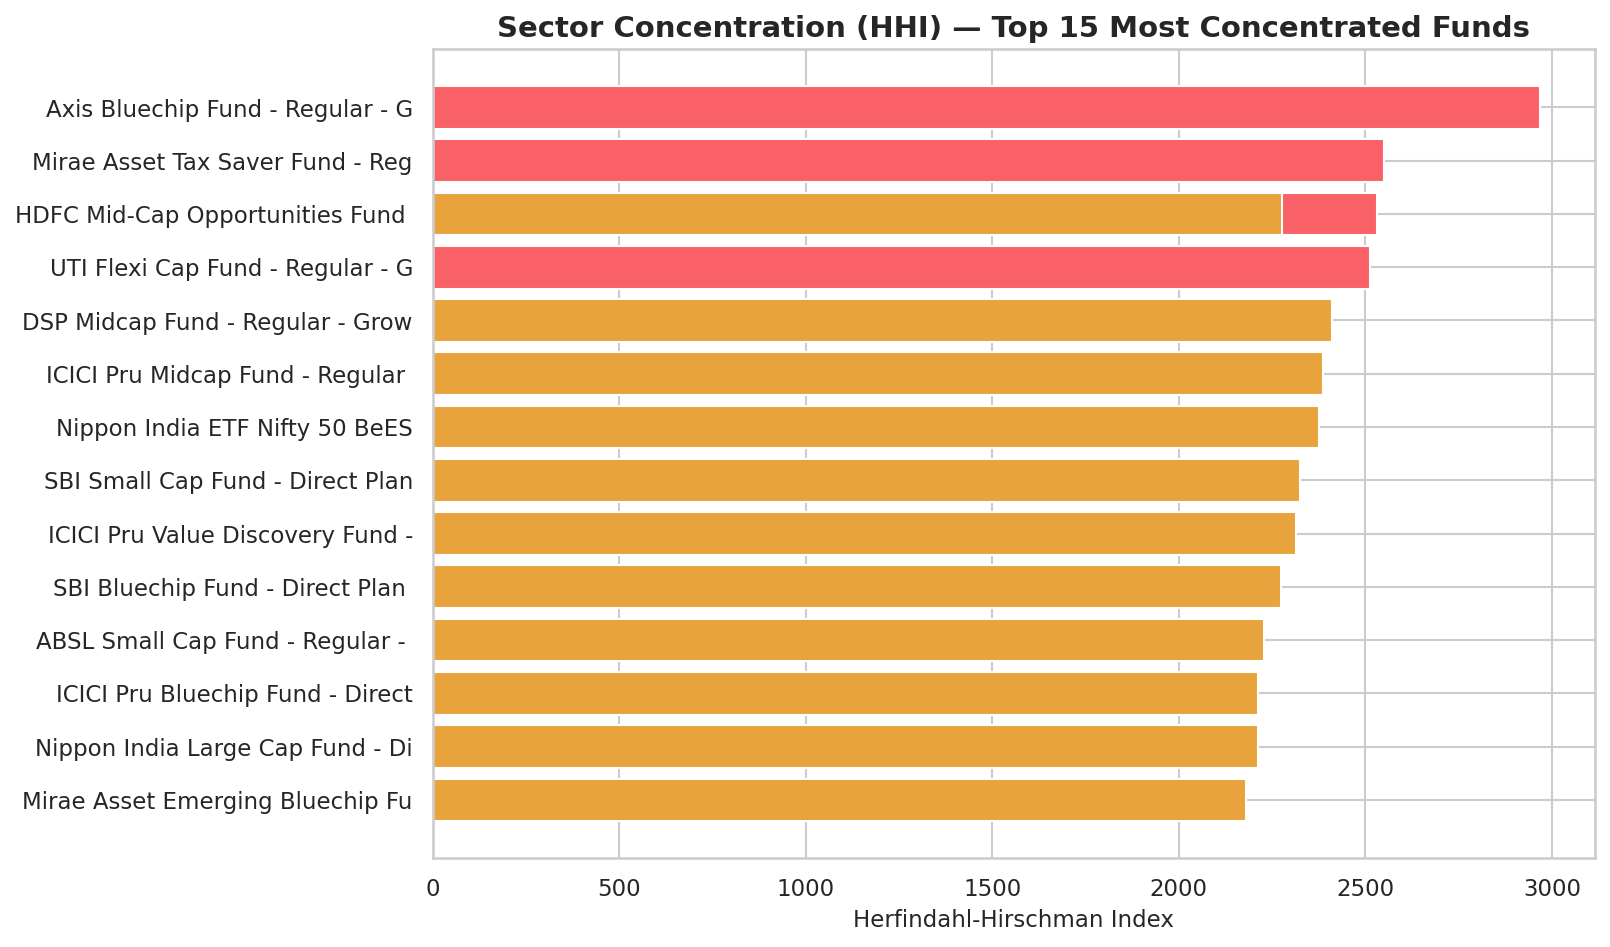 Sector Concentration (HHI) — Top 15 Most Concentrated Funds
Axis Bluechip Fund - Regular - G
Mirae Asset Tax Saver Fund - Reg
HDFC Mid-Cap Opportunities Fund
UTI Flexi Cap Fund - Regular - G
DSP Midcap Fund - Regular - Grow
ICICI Pru Midcap Fund - Regular
Nippon India ETF Nifty 50 BeES
SBI Small Cap Fund - Direct Plan
ICICI Pru Value Discovery Fund -
SBI Bluechip Fund - Direct Plan
ABSL Small Cap Fund - Regular -
ICICI Pru Bluechip Fund - Direct
Nippon India Large Cap Fund - Di
Mirae Asset Emerging Bluechip Fu
0 500 1000 1500 2000 2500 3000
Herfindahl-Hirschman Index